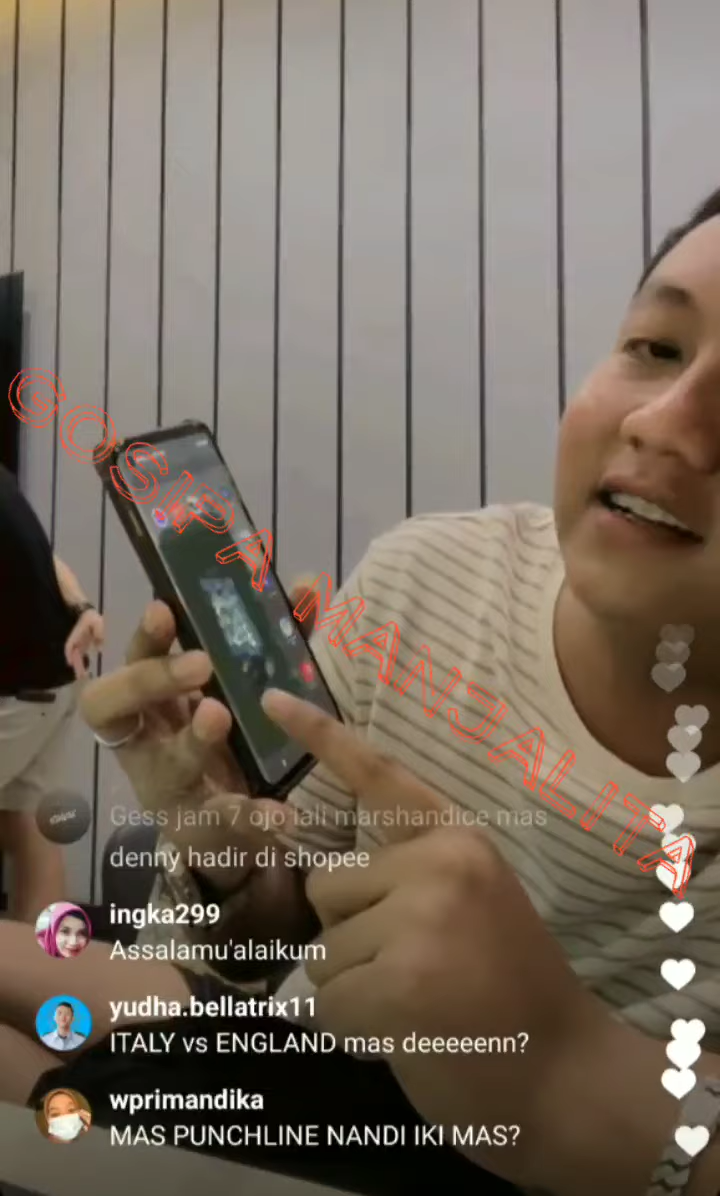 GOSIPA MANJALITA
Gess jam 7 ojo lali marshandice mas
denny hadir di shopee
ingka299
Assalamu'alaikum
yudha.bellatrix11
ITALY vs ENGLAND mas deeeeenn?
wprimandika
MAS PUNCHLINE NANDI IKI MAS?